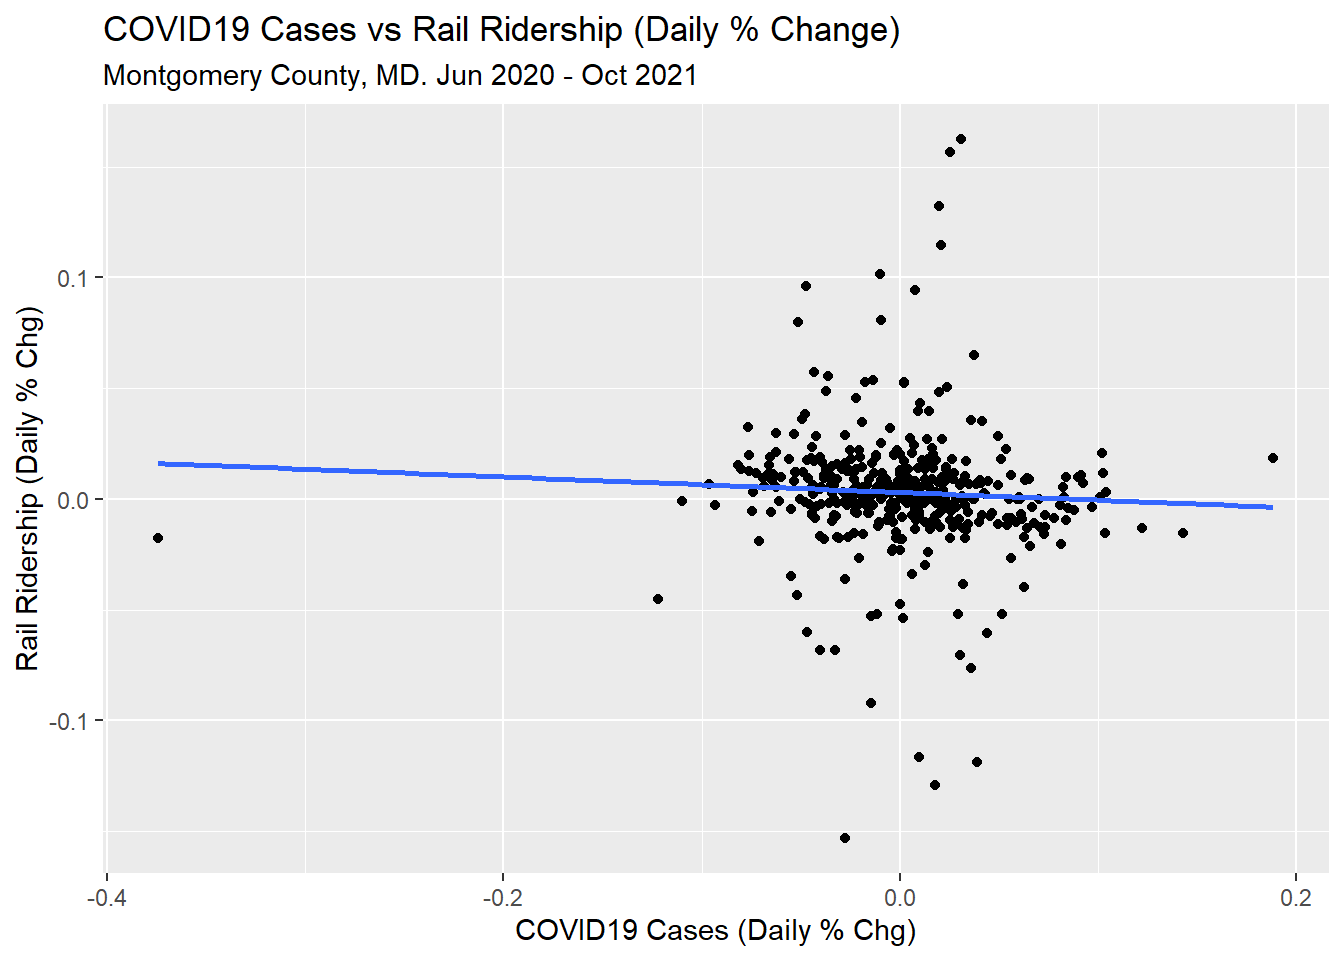 COVID19 Cases vs Rail Ridership (Daily % Change)
Montgomery County, MD. Jun 2020 - Oct 2021
Rail Ridership (Daily % Chg)
0.1
0.0
-0.1
-0.4
-0.2
0.0
0.2
COVID19 Cases (Daily % Chg)